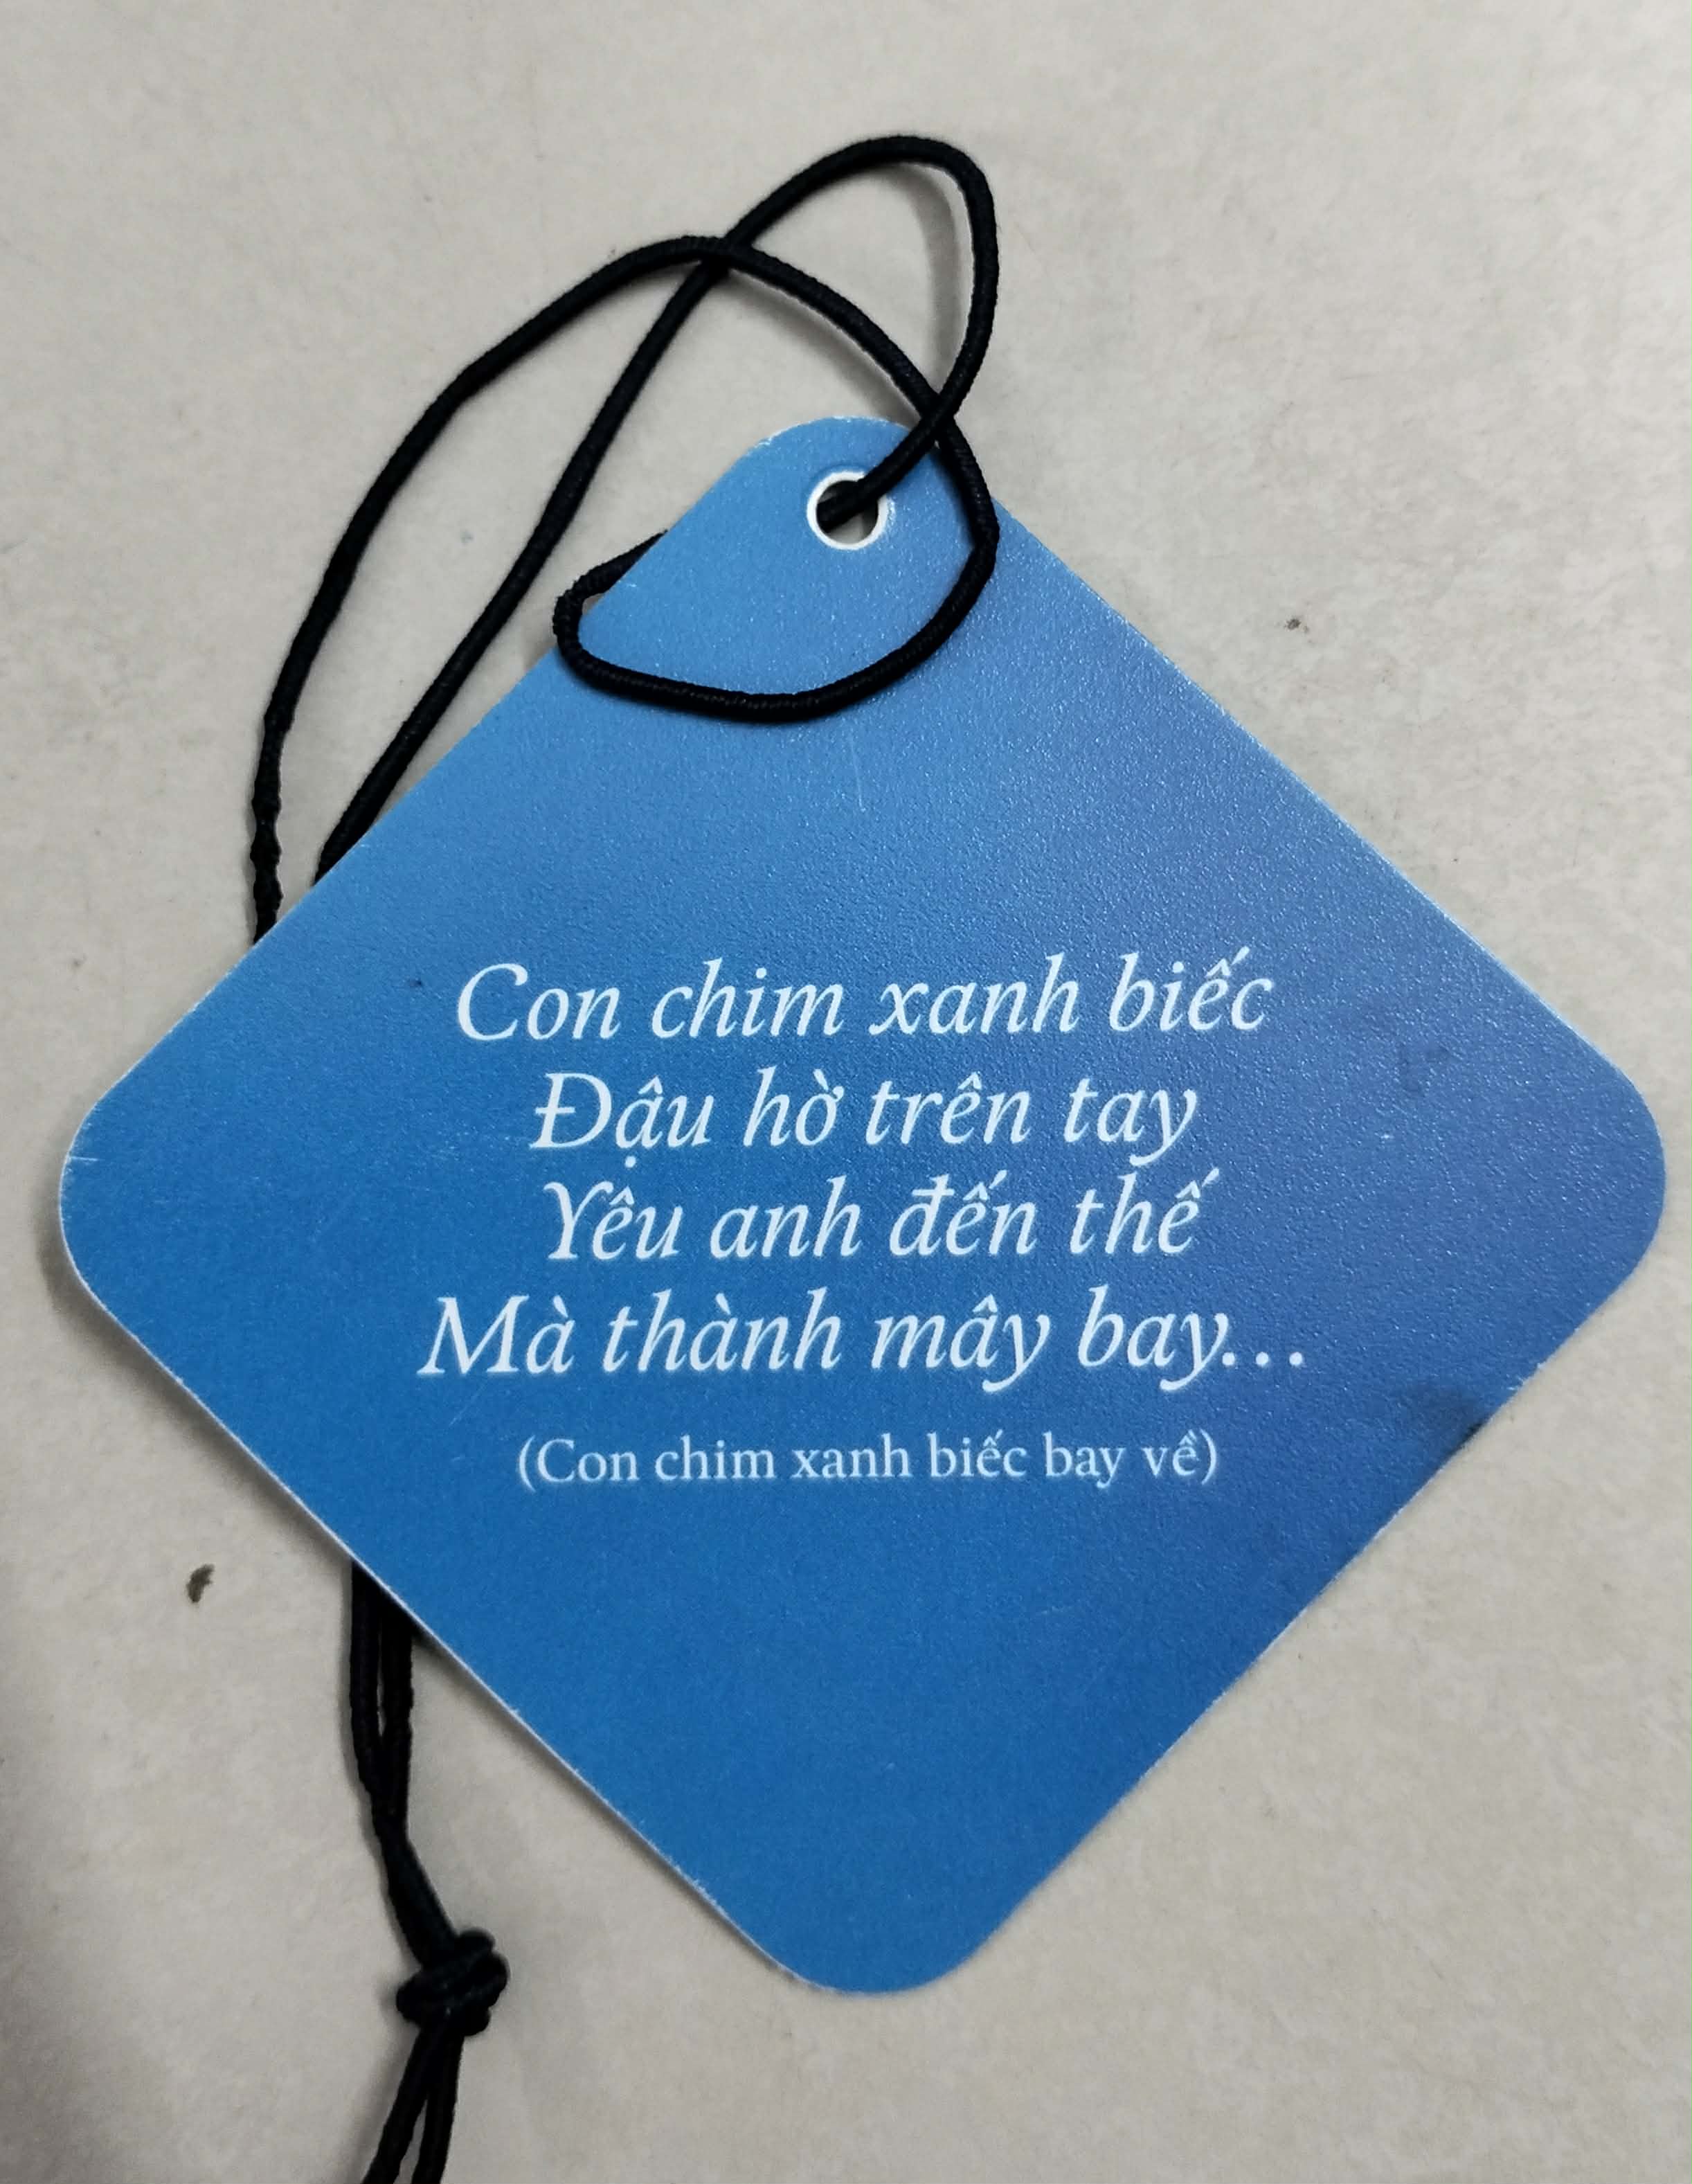 Con chim xanh biếc
Đậu hờ trên tay
Yêu anh đến thế
Mà thành mây bay...
(Con chim xanh biếc bay về)